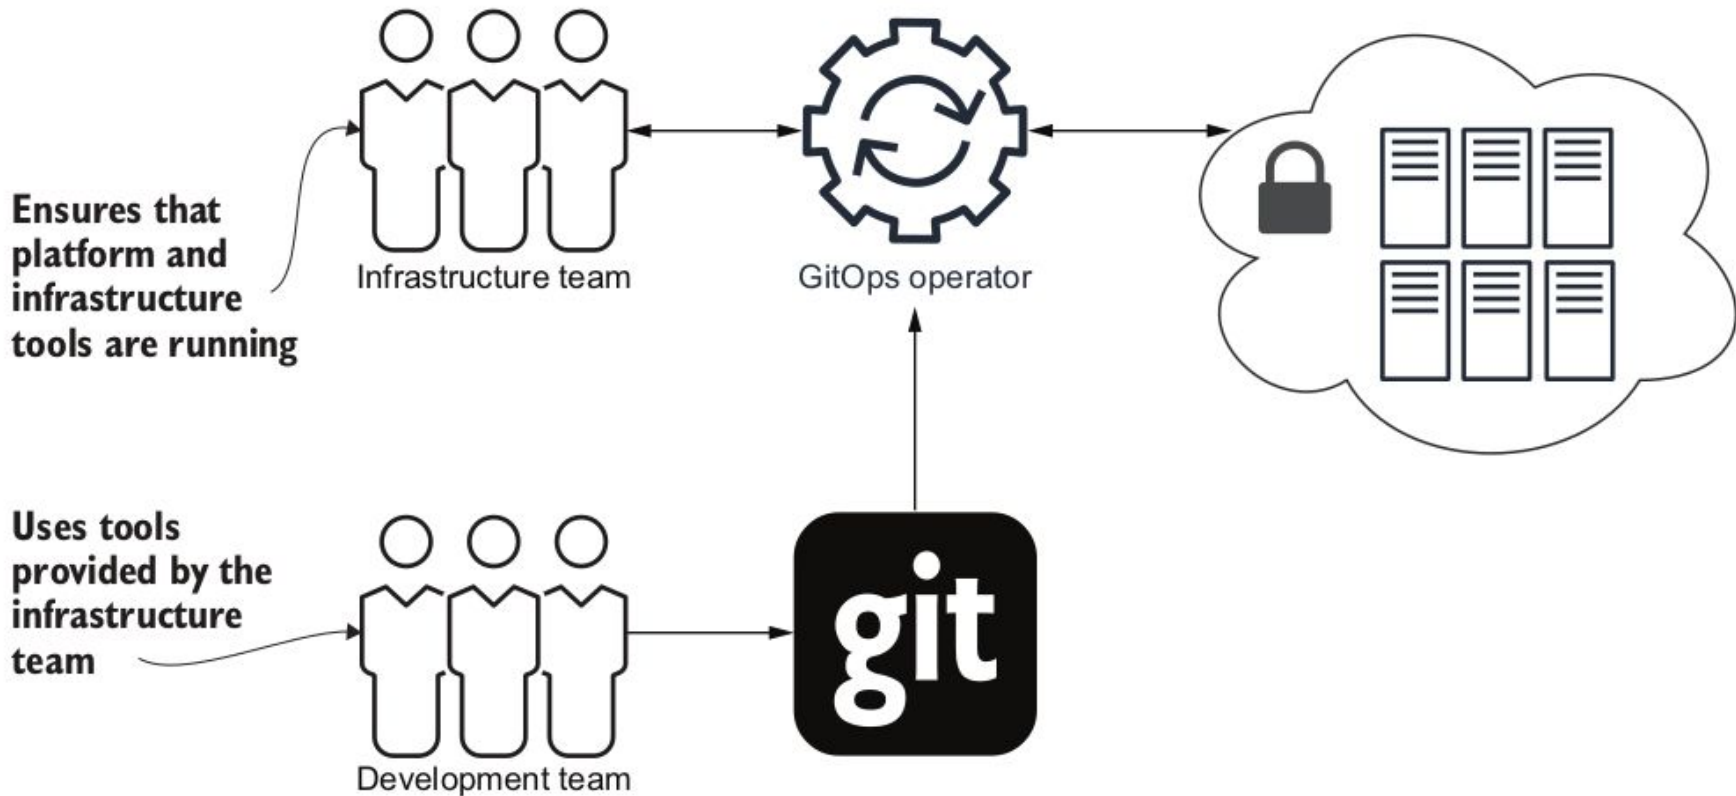 Ensures that
platform and
infrastructure
tools are running
Infrastructure team
GitOps operator
Uses tools
provided by the
infrastructure
team
Development team
git